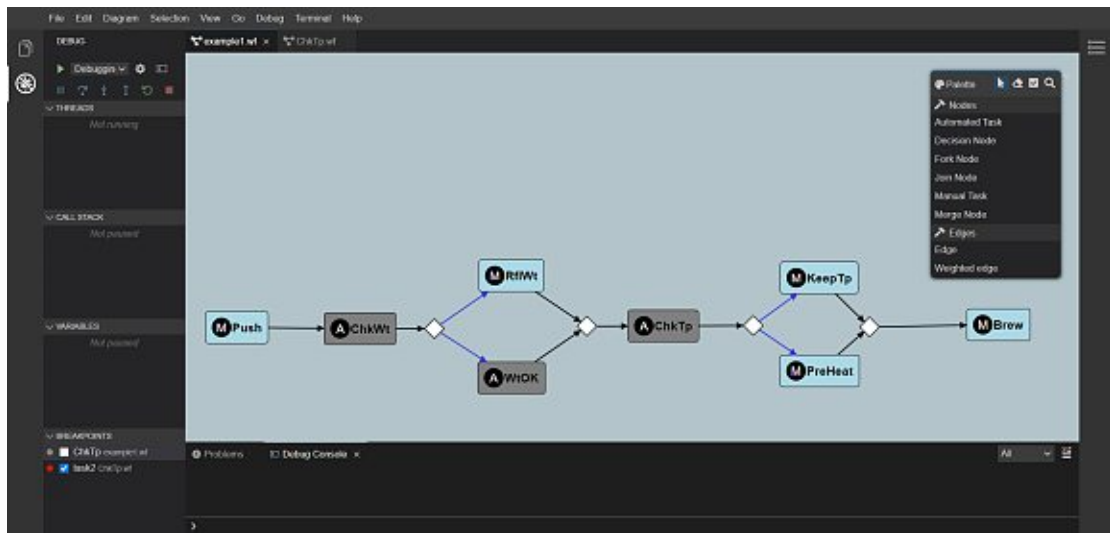 File Edit Diagram Selection View Go Debug Terminal Help
DEBUG
example1.wf ×
ChkTp.wf
Debuggin
THREADS
Not running
CALL STACK
Not paused
VARIABLES
Not paused
BREAKPOINTS
ChkTp example1.wf
task2 ChkTp.wf
M Push
A ChkWt
M RflWt
A WtOK
A ChkTp
M KeepTp
M PreHeat
M Brew
Palette
Nodes
Automated Task
Decision Node
Fork Node
Join Node
Manual Task
Merge Node
Edges
Edge
Weighted edge
Problems
Debug Console ×
All